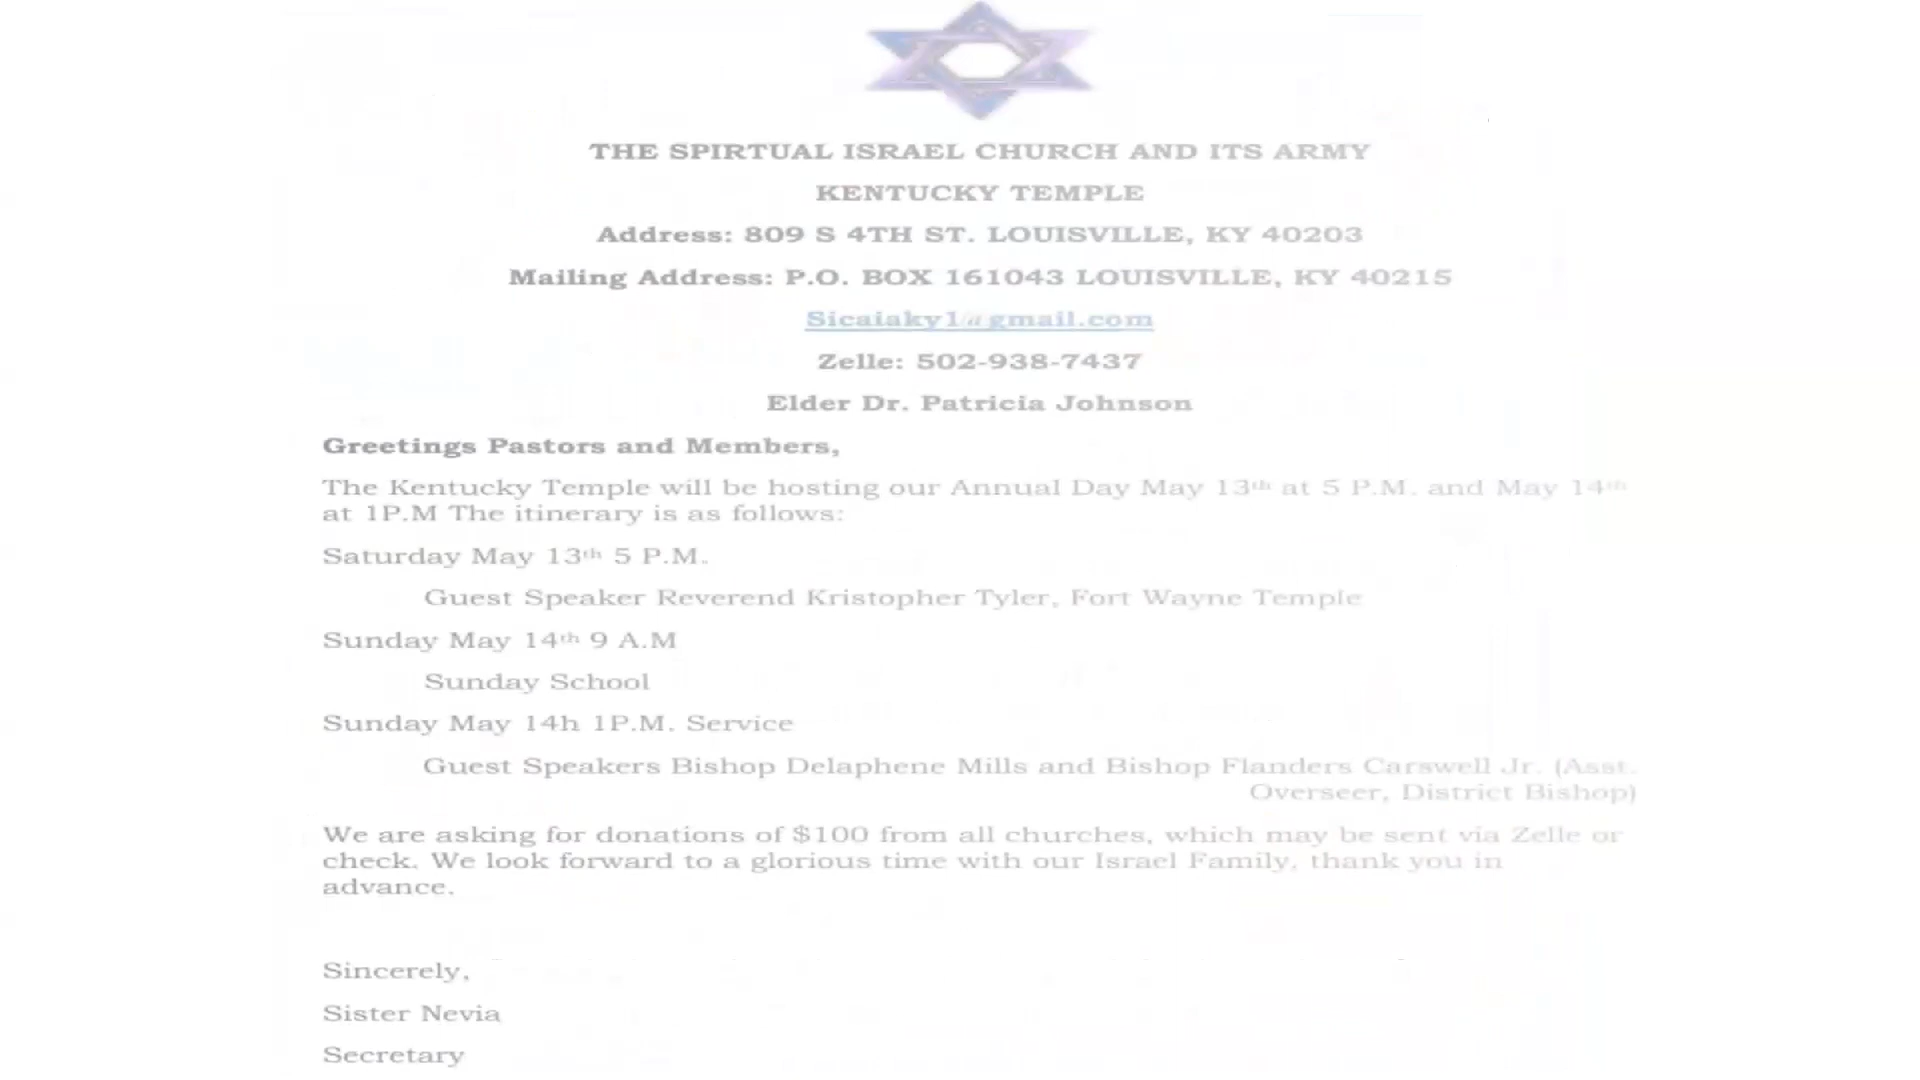 THE SPIRTUAL ISRAEL CHURCH AND ITS ARMY
KENTUCKY TEMPLE
Address: 809 S 4TH ST. LOUISVILLE, KY 40203
Mailing Address: P.O. BOX 161043 LOUISVILLE, KY 40215
Sicaiaky1@gmail.com
Zelle: 502-938-7437
Elder Dr. Patricia Johnson
Greetings Pastors and Members,
The Kentucky Temple will be hosting our Annual Day May 13th at 5 P.M. and May 14th
at 1P.M The itinerary is as follows:
Saturday May 13th 5 P.M.
Guest Speaker Reverend Kristopher Tyler, Fort Wayne Temple
Sunday May 14th 9 A.M
Sunday School
Sunday May 14h 1P.M. Service
Guest Speakers Bishop Delaphene Mills and Bishop Flanders Carswell Jr. (Asst.
Overseer, District Bishop)
We are asking for donations of $100 from all churches, which may be sent via Zelle or
check. We look forward to a glorious time with our Israel Family, thank you in
advance.
Sincerely,
Sister Nevia
Secretary